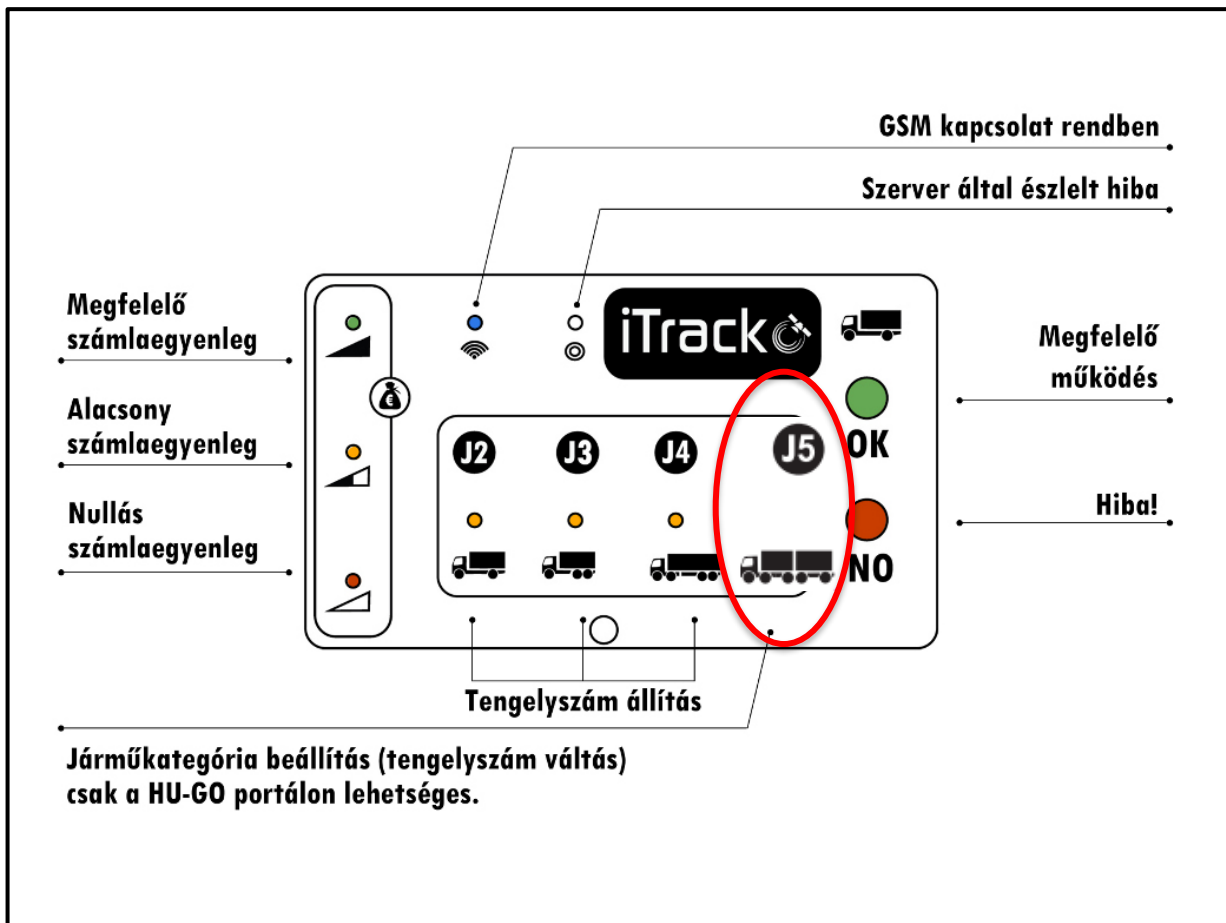 GSM kapcsolat rendben
Szerver által észlelt hiba
Megfelelő
számlaegyenleg
Alacsony
számlaegyenleg
Nullás
számlaegyenleg
iTrack
€
J2
J3
J4
J5
OK
NO
Megfelelő
működés
Hiba!
Tengelyszám állítás
Járműkategória beállítás (tengelyszám váltás)
csak a HU-GO portálon lehetséges.